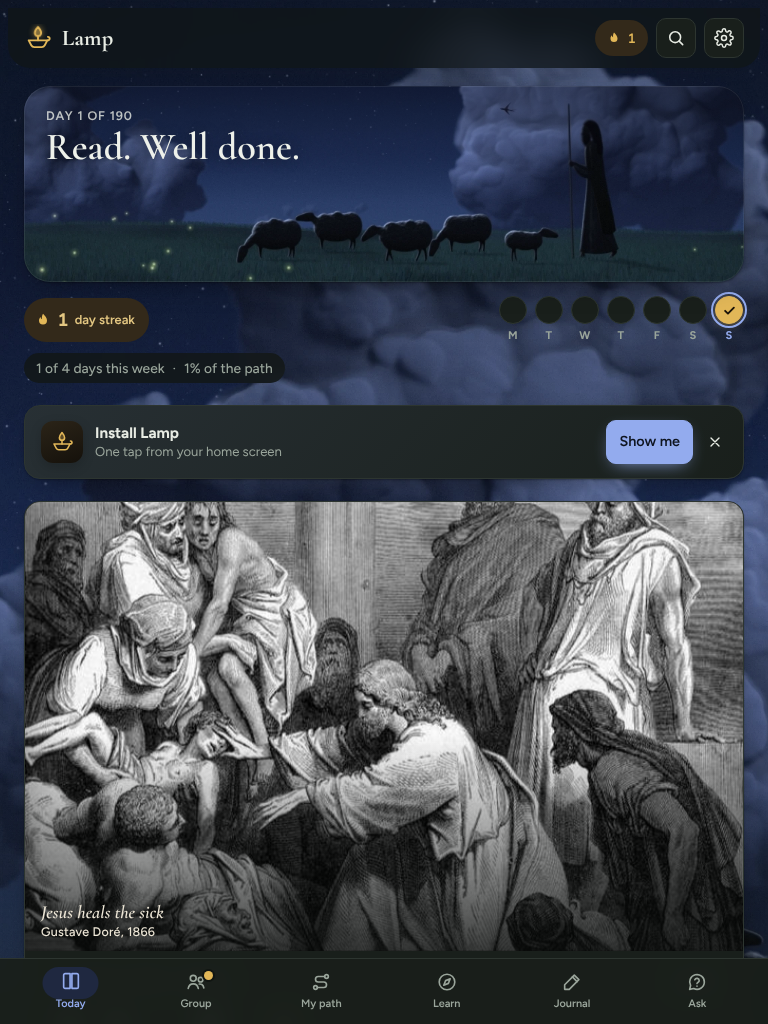 Lamp
1
DAY 1 OF 190
Read. Well done.
1 day streak
M T W T F S S
1 of 4 days this week · 1% of the path
Install Lamp
One tap from your home screen
Show me
Jesus heals the sick
Gustave Doré, 1866
Today
Group
My path
Learn
Journal
Ask